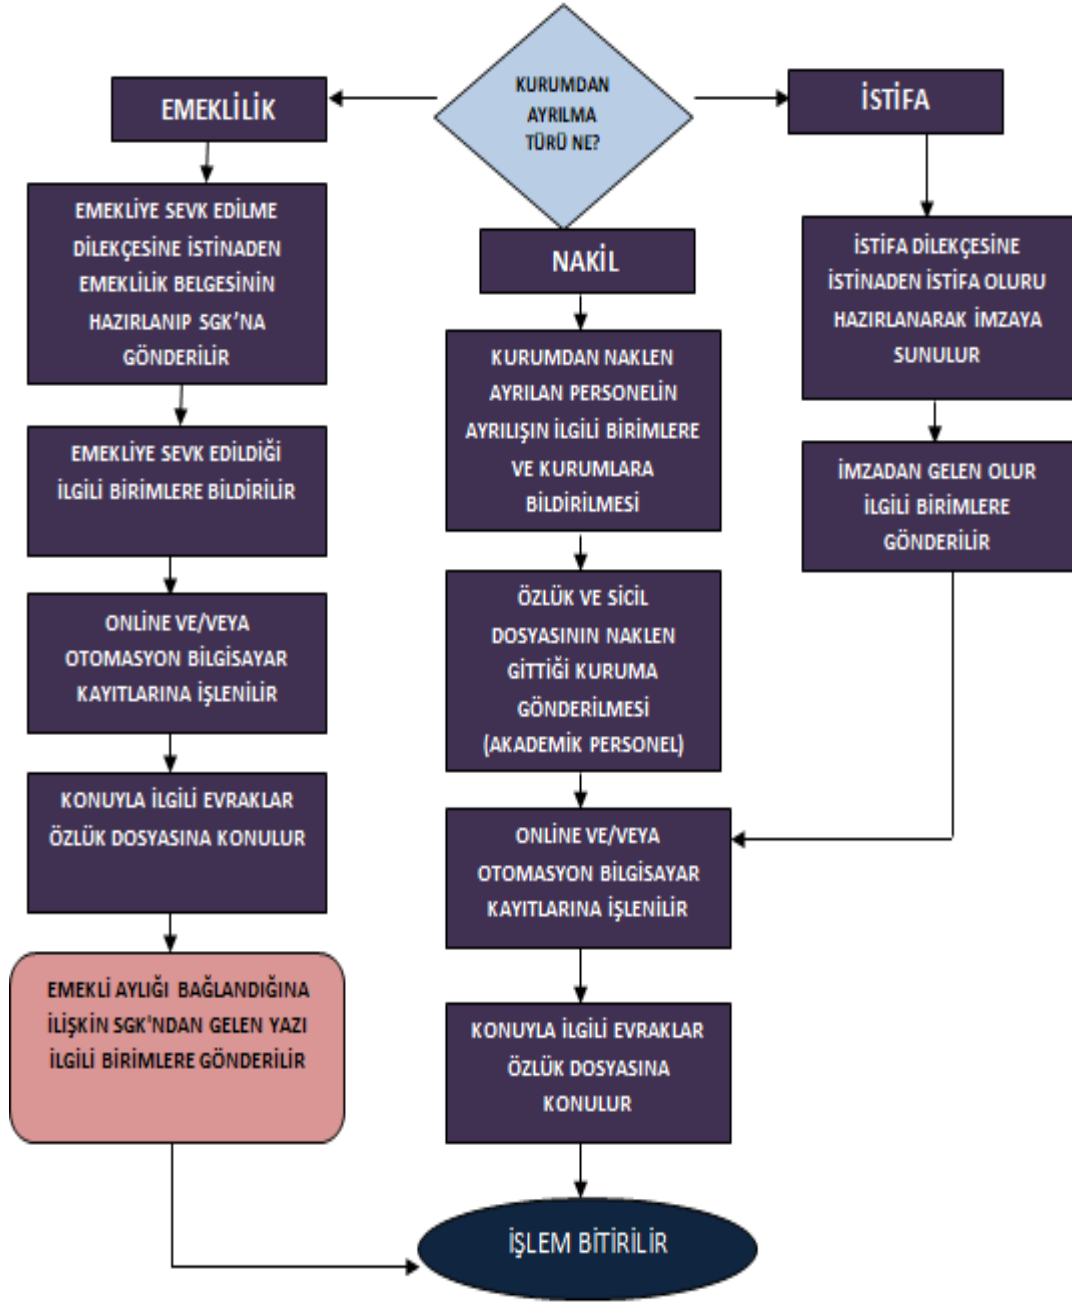 KURUMDAN
AYRILMA
TÜRÜ NE?
EMEKLİLİK
EMEKLİYE SEVK EDİLME
DİLEKÇESİNE İSTİNADEN
EMEKLİLİK BELGESİNİN
HAZIRLANIP SGK'NA
GÖNDERİLİR
EMEKLİYE SEVK EDİLDİĞİ
İLGİLİ BİRİMLERE BİLDİRİLİR
ONLİNE VE/VEYA
OTOMASYON BİLGİSAYAR
KAYITLARINA İŞLENİLİR
KONUYLA İLGİLİ EVRAKLAR
ÖZLÜK DOSYASINA KONULUR
EMEKLİ AYLIĞI BAĞLANDIĞINA
İLİŞKİN SGK'NDAN GELEN YAZI
İLGİLİ BİRİMLERE GÖNDERİLİR
NAKİL
KURUMDAN NAKLEN
AYRILAN PERSONELİN
AYRILIŞIN İLGİLİ BİRİMLERE
VE KURUMLARA
BİLDİRİLMESİ
ÖZLÜK VE SİCİL
DOSYASININ NAKLEN
GİTTİĞİ KURUMA
GÖNDERİLMESİ
(AKADEMİK PERSONEL)
ONLİNE VE/VEYA
OTOMASYON BİLGİSAYAR
KAYITLARINA İŞLENİLİR
KONUYLA İLGİLİ EVRAKLAR
ÖZLÜK DOSYASINA
KONULUR
İSTİFA
İSTİFA DİLEKÇESİNE
İSTİNADEN İSTİFA OLURU
HAZIRLANARAK İMZAYA
SUNULUR
İMZADAN GELEN OLUR
İLGİLİ BİRİMLERE
GÖNDERİLİR
İŞLEM BİTİRİLİR